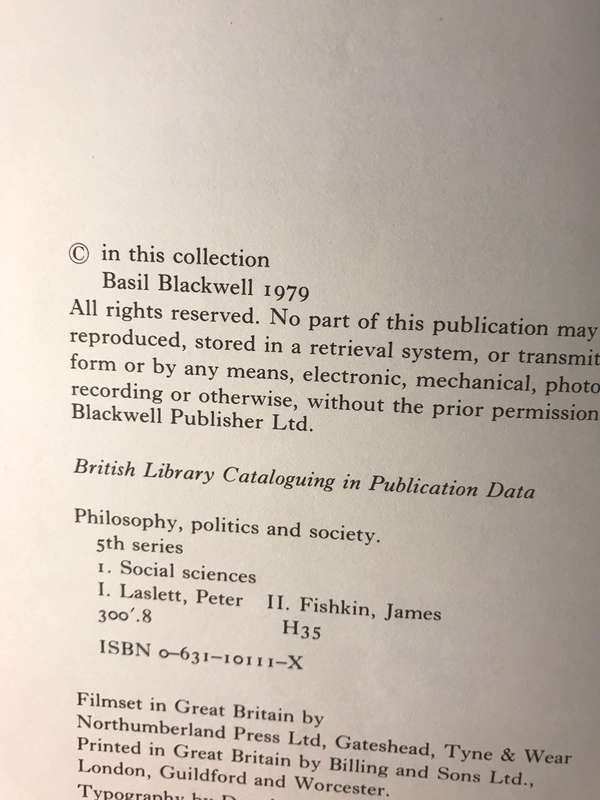 © in this collection
Basil Blackwell 1979
All rights reserved. No part of this publication may
reproduced, stored in a retrieval system, or transmit
form or by any means, electronic, mechanical, photo
recording or otherwise, without the prior permission
Blackwell Publisher Ltd.
British Library Cataloguing in Publication Data
Philosophy, politics and society.
5th series
1. Social sciences
I. Laslett, Peter II. Fishkin, James
300′.8 H35
ISBN 0–631–10111–X
Filmset in Great Britain by
Northumberland Press Ltd, Gateshead, Tyne & Wear
Printed in Great Britain by Billing and Sons Ltd.,
London, Guildford and Worcester.
Typography by